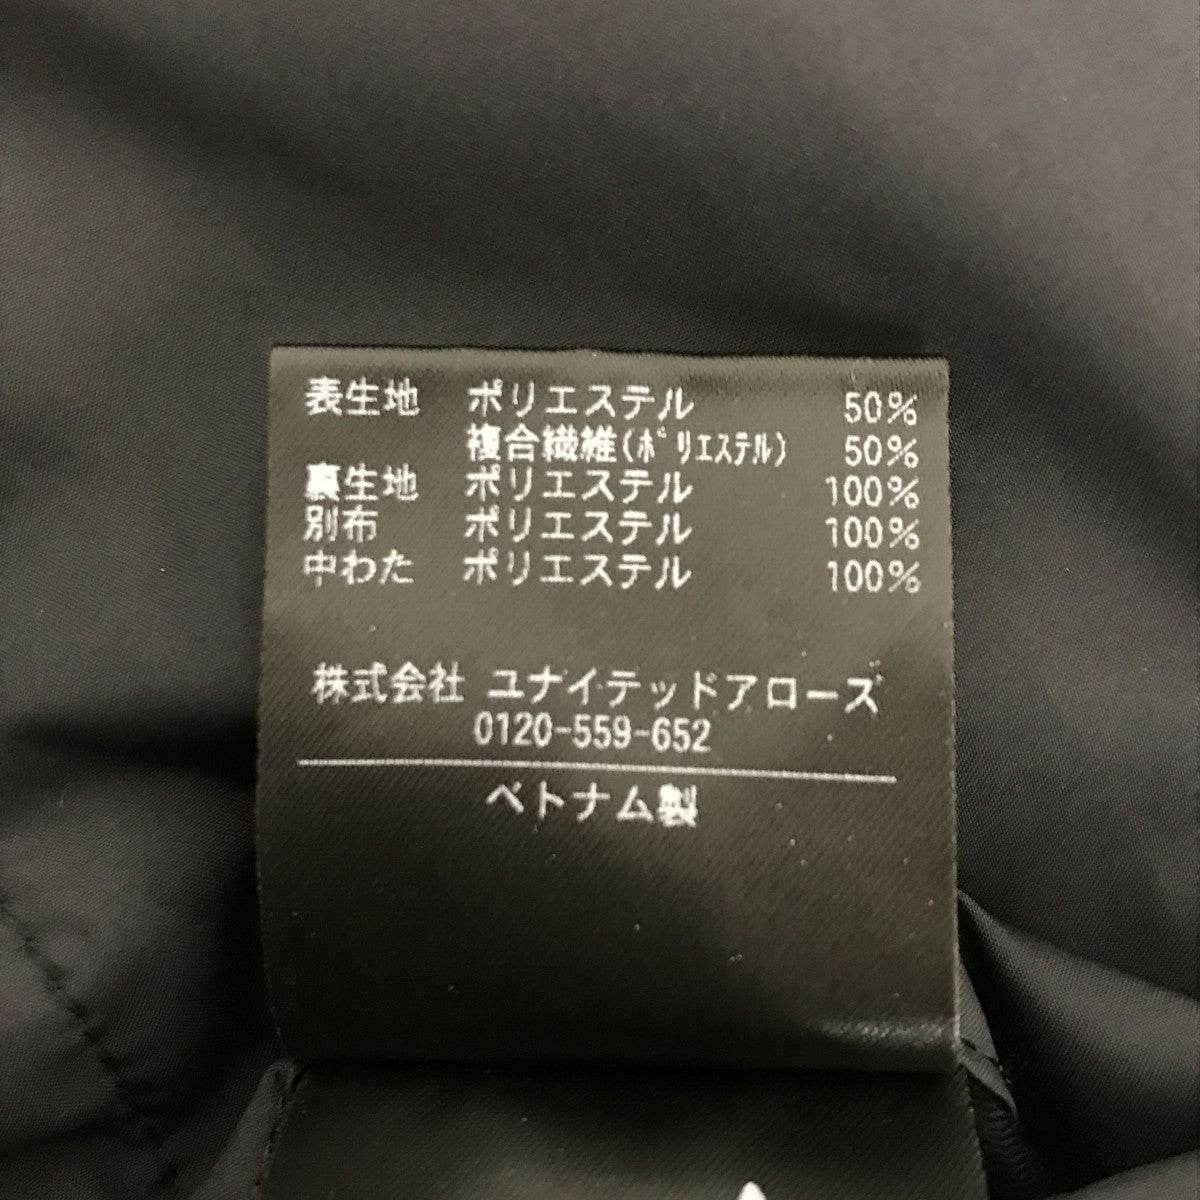 表生地 ポリエステル 50%
複合繊維(ポリエステル) 50%
裏生地 ポリエステル 100%
別布 ポリエステル 100%
中わた ポリエステル 100%
株式会社 ユナイテッドアローズ
0120-559-652
ベトナム製